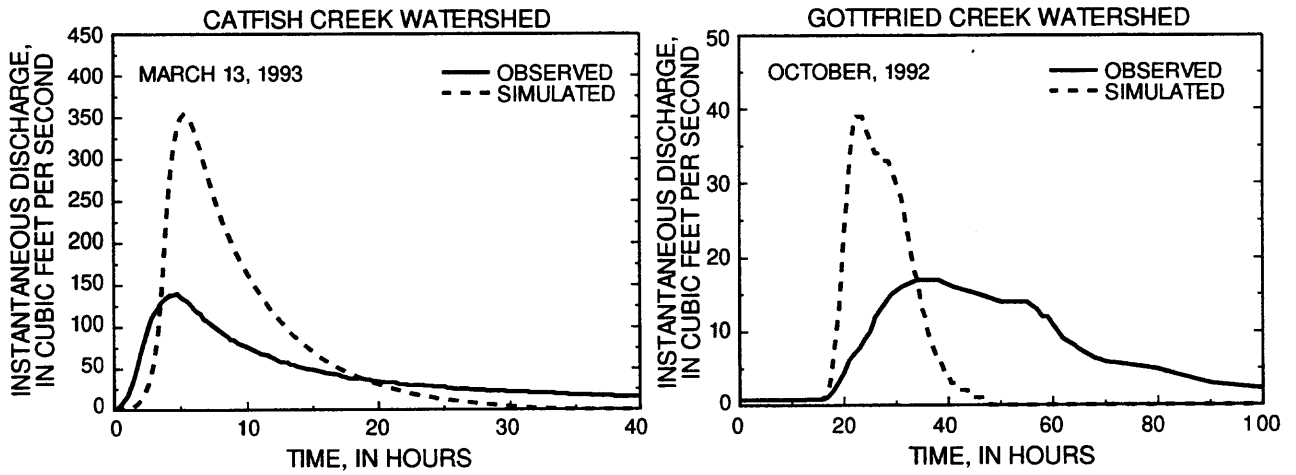 CATFISH CREEK WATERSHED
INSTANTANEOUS DISCHARGE,
IN CUBIC FEET PER SECOND
450
400
350
300
250
200
150
100
50
0
MARCH 13, 1993
OBSERVED
SIMULATED
0
10
20
30
40
TIME, IN HOURS
GOTTFRIED CREEK WATERSHED
INSTANTANEOUS DISCHARGE,
IN CUBIC FEET PER SECOND
50
40
30
20
10
0
OCTOBER, 1992
OBSERVED
SIMULATED
0
20
40
60
80
100
TIME, IN HOURS